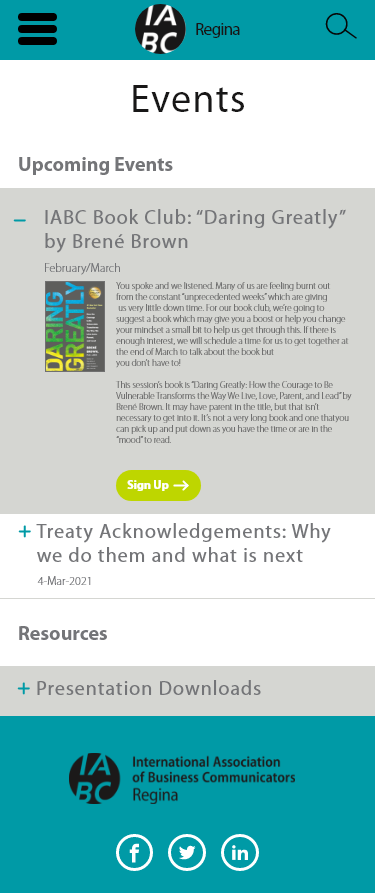 IA
BC
Regina
Events
Upcoming Events
IABC Book Club: “Daring Greatly”
by Brené Brown
February/March
DARING
GREATLY
You spoke and we listened. Many of us are feeling burnt out
from the constant “unprecedented weeks” which are giving
us very little down time. For our book club, we’re going to
suggest a book which may give you a boost or help you change
your mindset a small bit to help us get through this. If there is
enough interest, we will schedule a time for us to get together at
the end of March to talk about the book but
you don’t have to!
This session’s book is “Daring Greatly: How the Courage to Be
Vulnerable Transforms the Way We Live, Love, Parent, and Lead” by
Brené Brown. It may have parent in the title, but that isn’t
necessary to get into it. It’s not a very long book and one thatyou
can pick up and put down as you have the time or are in the
“mood” to read.
Sign Up
Treaty Acknowledgements: Why
we do them and what is next
4-Mar-2021
Resources
Presentation Downloads
IA
BC
International Association
of Business Communicators
Regina